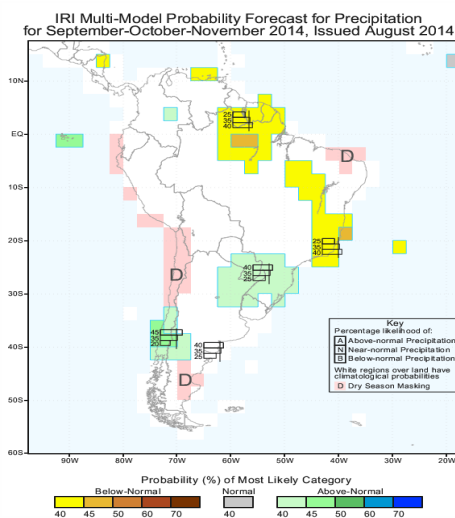 IRI Multi-Model Probability Forecast for Precipitation
for September-October-November 2014, Issued August 2014
10N
EQ
10S
20S
30S
40S
50S
60S
25
35
40
D
25
35
40
40
35
25
D
45
35
40
35
25
D
Key
Percentage likelihood of:
A Above-normal Precipitation
N Near-normal Precipitation
B Below-normal Precipitation
White regions over land have
climatological probabilities
D Dry Season Masking
90W 80W 70W 60W 50W 40W 30W 20W
Probability (%) of Most Likely Category
Below-Normal Normal Above-Normal
40 45 50 60 70 40 40 45 50 60 70